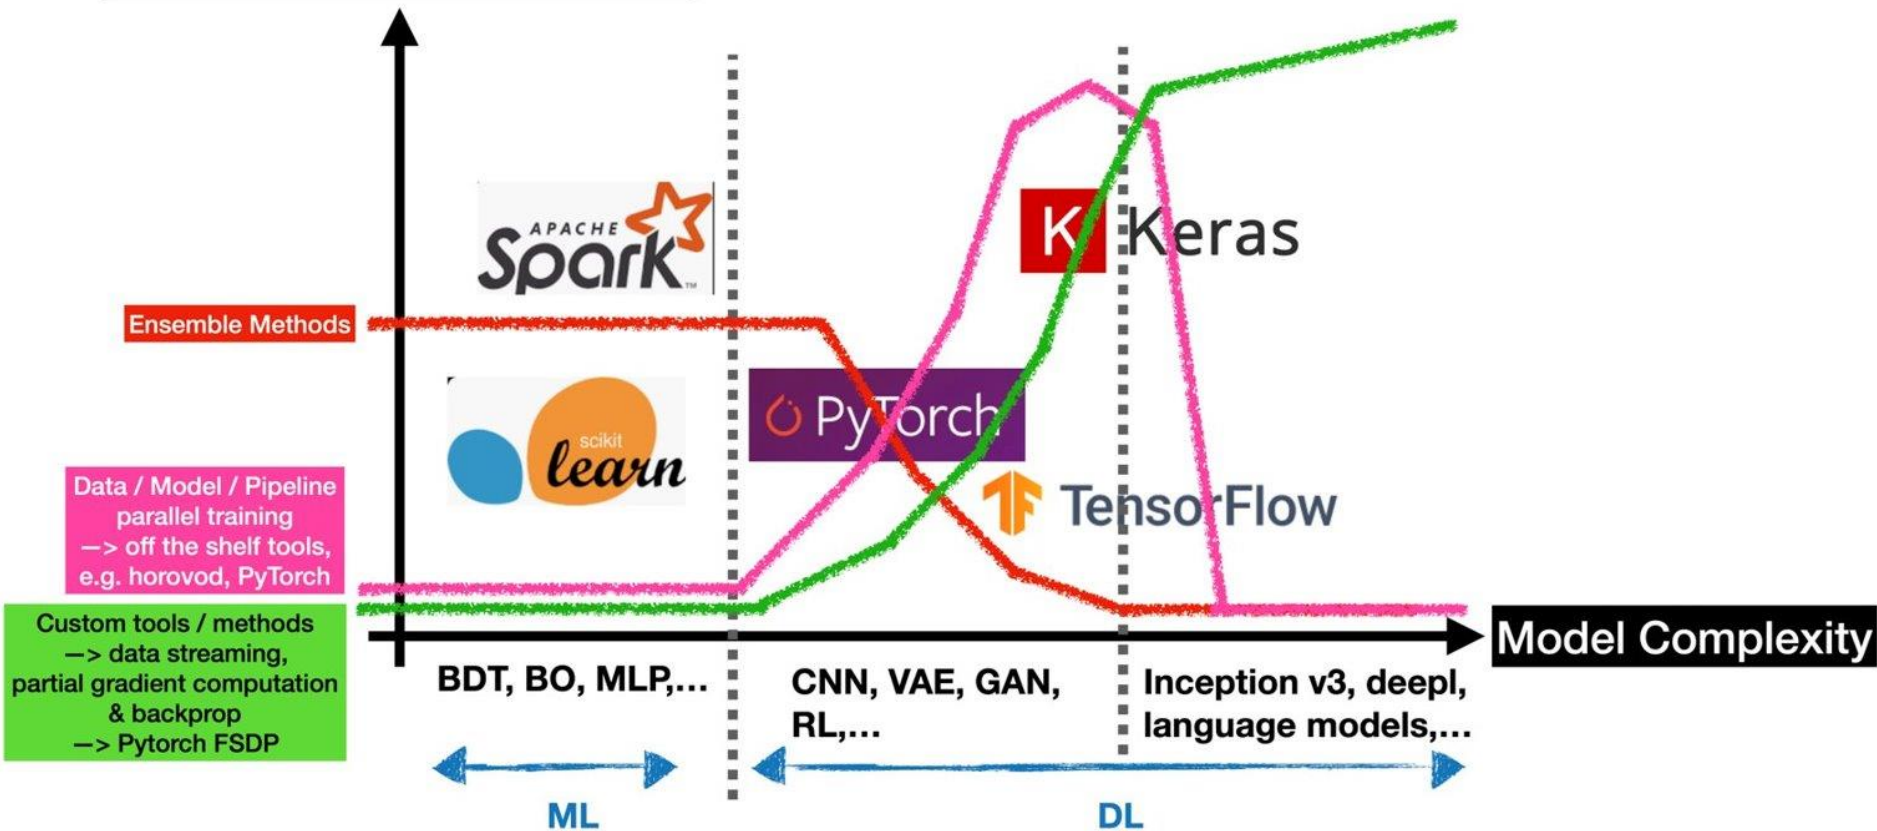 APACHE
Spark™
K Keras
Ensemble Methods
PyTorch
scikit
learn
Data / Model / Pipeline
parallel training
—> off the shelf tools,
e.g. horovod, PyTorch
TensorFlow
Custom tools / methods
—> data streaming,
partial gradient computation
& backprop
—> Pytorch FSDP
Model Complexity
BDT, BO, MLP,...
CNN, VAE, GAN,
RL,...
Inception v3, deepl,
language models,...
ML
DL